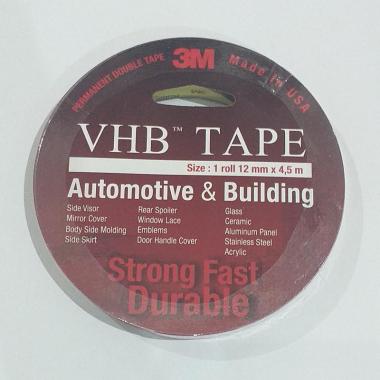 PERMANENT DOUBLE TAPE 3M MADE IN USA
VHB™ TAPE
Size : 1 roll 12 mm x 4,5 m
Automotive & Building
Side Visor
Mirror Cover
Body Side Molding
Side Skirt
Rear Spoiler
Window Lace
Emblems
Door Handle Cover
Glass
Ceramic
Aluminum Panel
Stainless Steel
Acrylic
Strong Fast
Durable